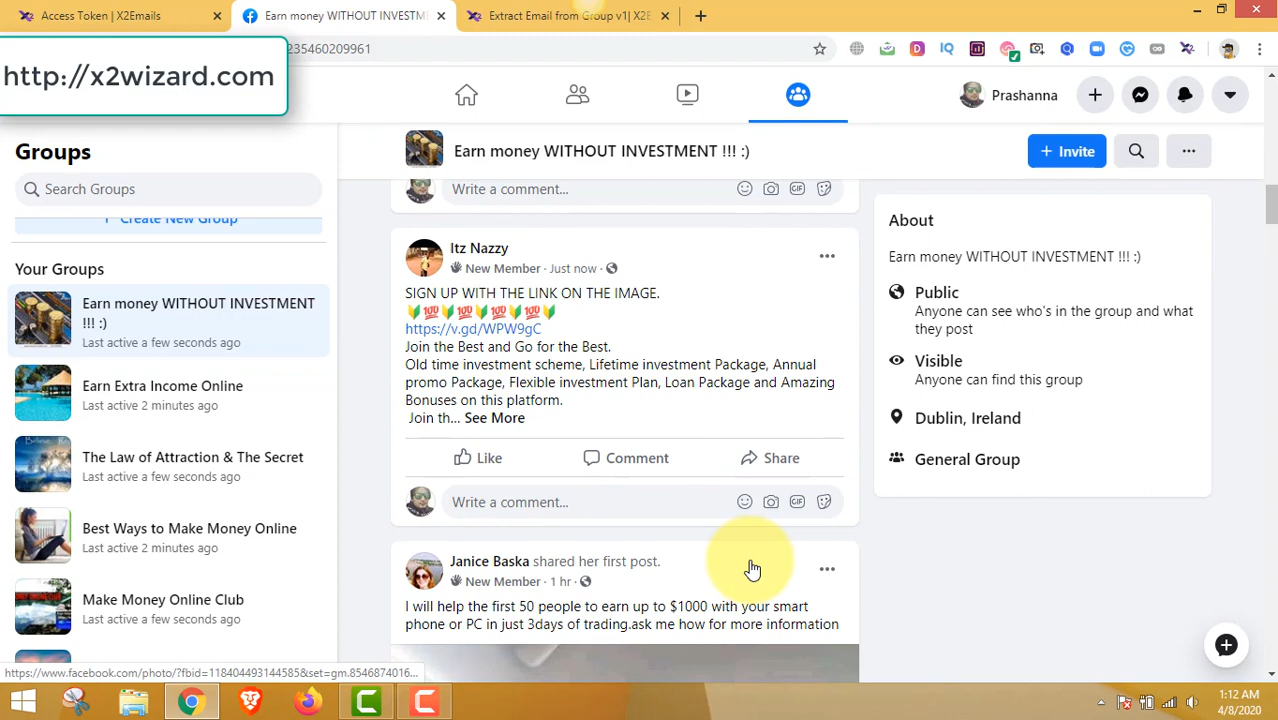 Access Token | X2Emails
Earn money WITHOUT INVESTM
Extract Email from Group v1| X2E
http://x2wizard.com
235460209961
Prashanna
Groups
Search Groups
+ Create New Group
Your Groups
Earn money WITHOUT INVESTMENT
!!! :)
Last active a few seconds ago
Earn Extra Income Online
Last active 2 minutes ago
The Law of Attraction & The Secret
Last active a few seconds ago
Best Ways to Make Money Online
Last active 2 minutes ago
Make Money Online Club
Last active a few seconds ago
Earn money WITHOUT INVESTMENT !!! :)
+ Invite
Write a comment...
GIF
Itz Nazzy
New Member · Just now ·
SIGN UP WITH THE LINK ON THE IMAGE.
🔰💯🔰💯🔰💯🔰💯🔰
https://v.gd/WPW9gC
Join the Best and Go for the Best.
Old time investment scheme, Lifetime investment Package, Annual
promo Package, Flexible investment Plan, Loan Package and Amazing
Bonuses on this platform.
Join th... See More
Like
Comment
Share
Write a comment...
GIF
Janice Baska shared her first post.
New Member · 1 hr ·
I will help the first 50 people to earn up to $1000 with your smart
phone or PC in just 3days of trading.ask me how for more information
About
Earn money WITHOUT INVESTMENT !!! :)
Public
Anyone can see who's in the group and what
they post
Visible
Anyone can find this group
Dublin, Ireland
General Group
https://www.facebook.com/photo/?fbid=118404493144585&set=gm.8546874016...
1:12 AM
4/8/2020